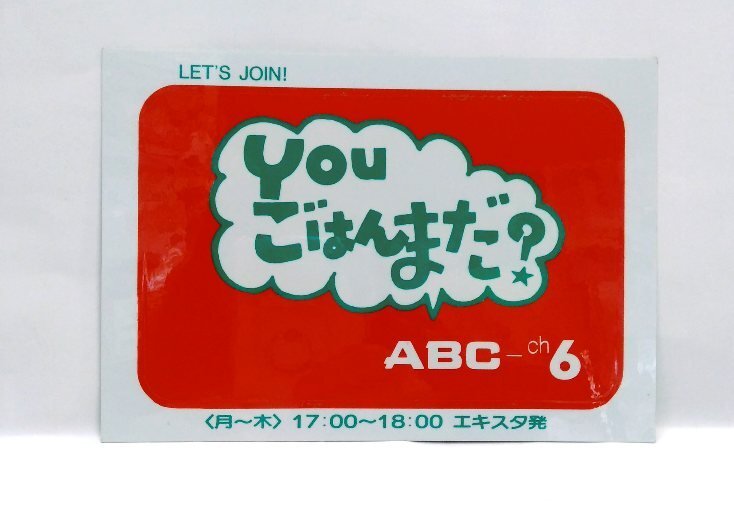 LET'S JOIN!
you
ごはんまだ?
ABC-ch6
〈月～木〉17:00～18:00 エキスタ発